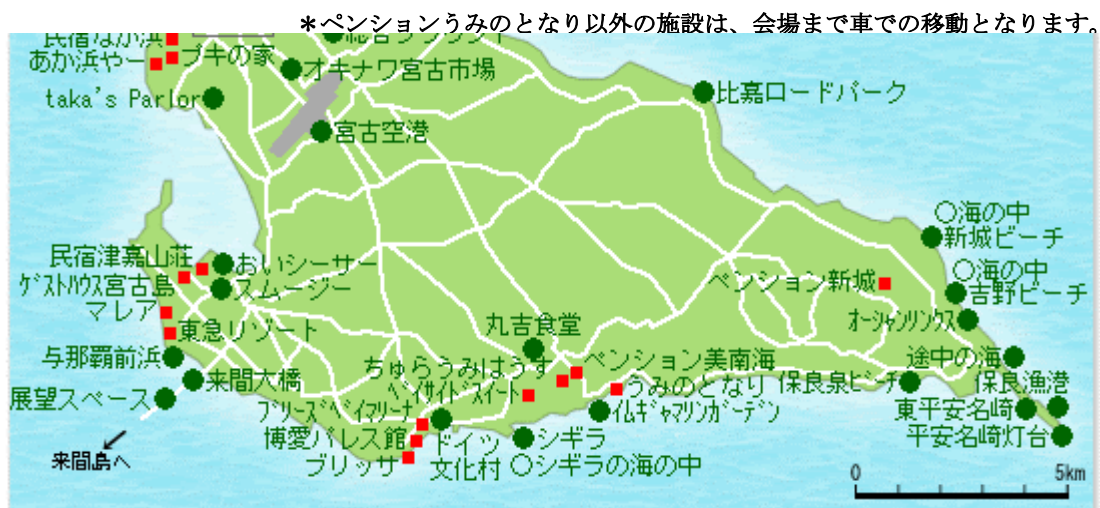 ＊ペンションうみのとなり以外の施設は、会場まで車での移動となります。
民宿なか浜
あか浜やー
ブキの家
オキナワ宮古市場
taka's Parlor
宮古空港
比嘉ロードパーク
○海の中
新城ビーチ
民宿津嘉山荘
おいシーサー
ｹﾞｽﾄﾊｳｽ宮古島
スムージー
ペンション新城
○海の中
吉野ビーチ
マレア
東急リゾート
丸吉食堂
ｵｰｼｬﾝﾘﾝｸｽ
与那覇前浜
来間大橋
ちゅらうみはうす
ペンション美南海
途中の海
展望スペース
ﾍﾞｲｻｲﾄﾞｽｲｰﾄ
うみのとなり
保良泉ビーチ
保良漁港
ﾌﾞﾘｰｽﾞﾍﾞｲﾏﾘｰﾅ
ｲﾑｷﾞｬﾏﾘﾝｶﾞｰﾃﾞﾝ
東平安名崎
博愛パレス館
ドイツ
文化村
シギラ
平安名崎灯台
ブリッサ
○シギラの海の中
来間島へ
0 5km